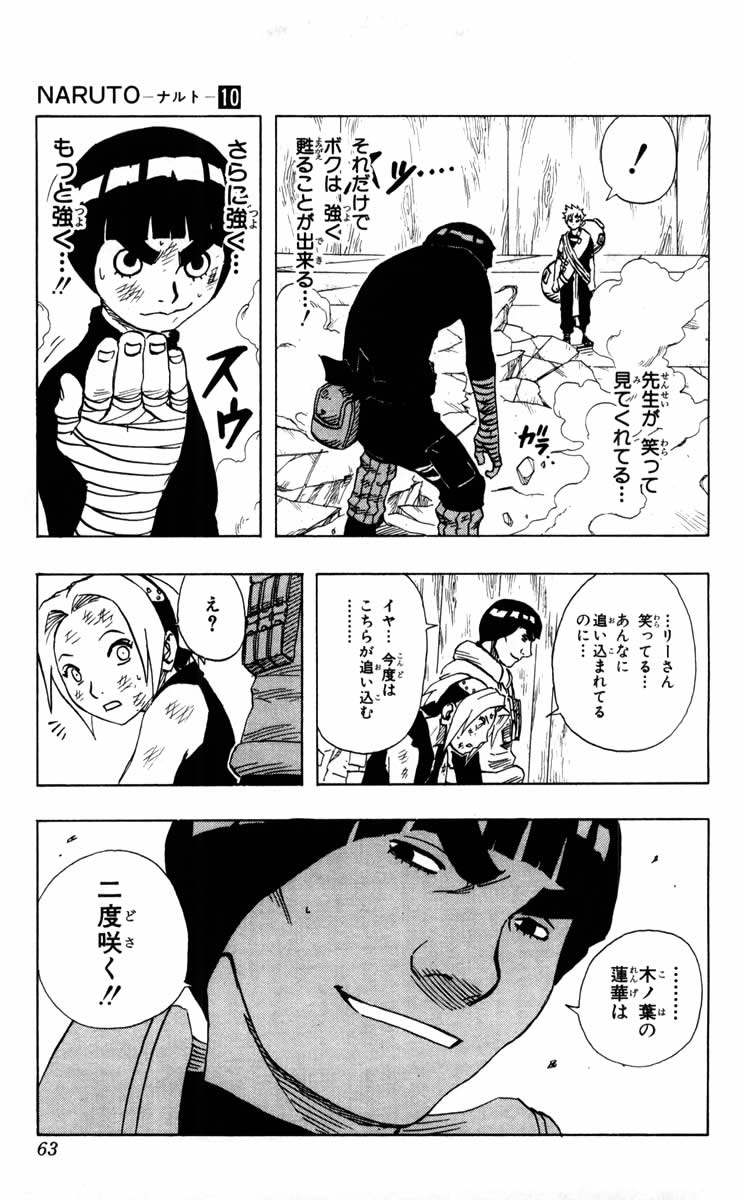 NARUTO―ナルト―10
!
先生が 笑って
見てくれてる…
それだけで
ボクは 強く
甦ることが出来る…!
ググッ……
ガラ
さらに強く…
もっと強く…!!
スウ
…リーさん
笑ってる…
あんなに
追い込まれてる
のに…
イヤ… 今度は
こちらが追い込む
………
え?
………
木ノ葉の
蓮華は
二度咲く!!
63